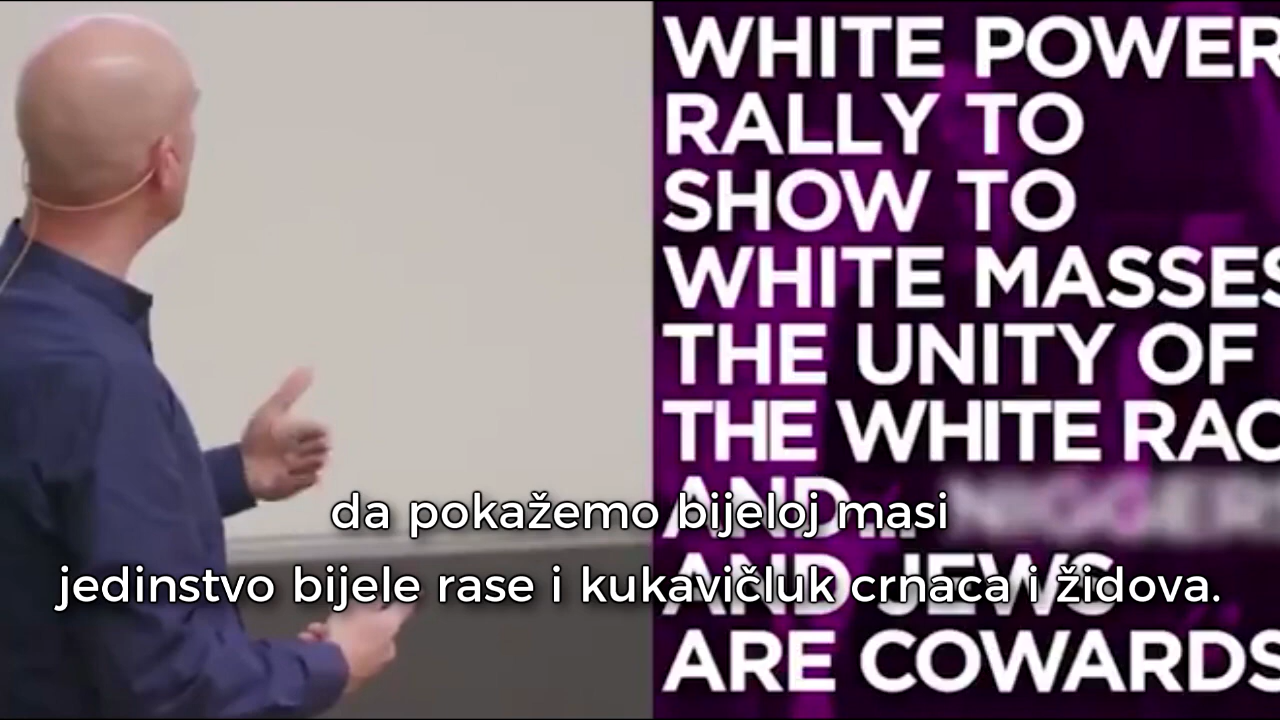 WHITE POWER
RALLY TO
SHOW TO
WHITE MASSES
THE UNITY OF
THE WHITE RAC
AND...
AND JEWS
ARE COWARDS
da pokažemo bijeloj masi
jedinstvo bijele rase i kukavičluk crnaca i židova.